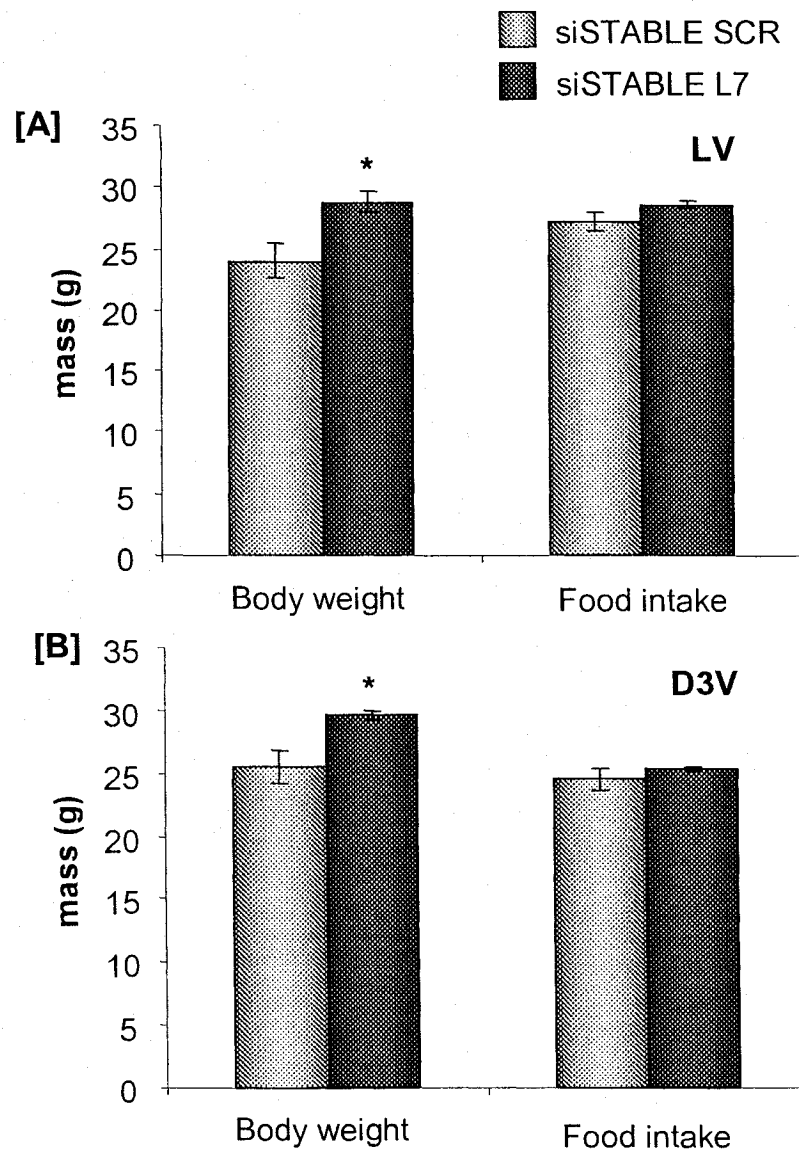 siSTABLE SCR
siSTABLE L7
[A]
LV
mass (g)
35
30
25
20
15
10
5
0
*
Body weight
Food intake
[B]
D3V
mass (g)
35
30
25
20
15
10
5
0
*
Body weight
Food intake